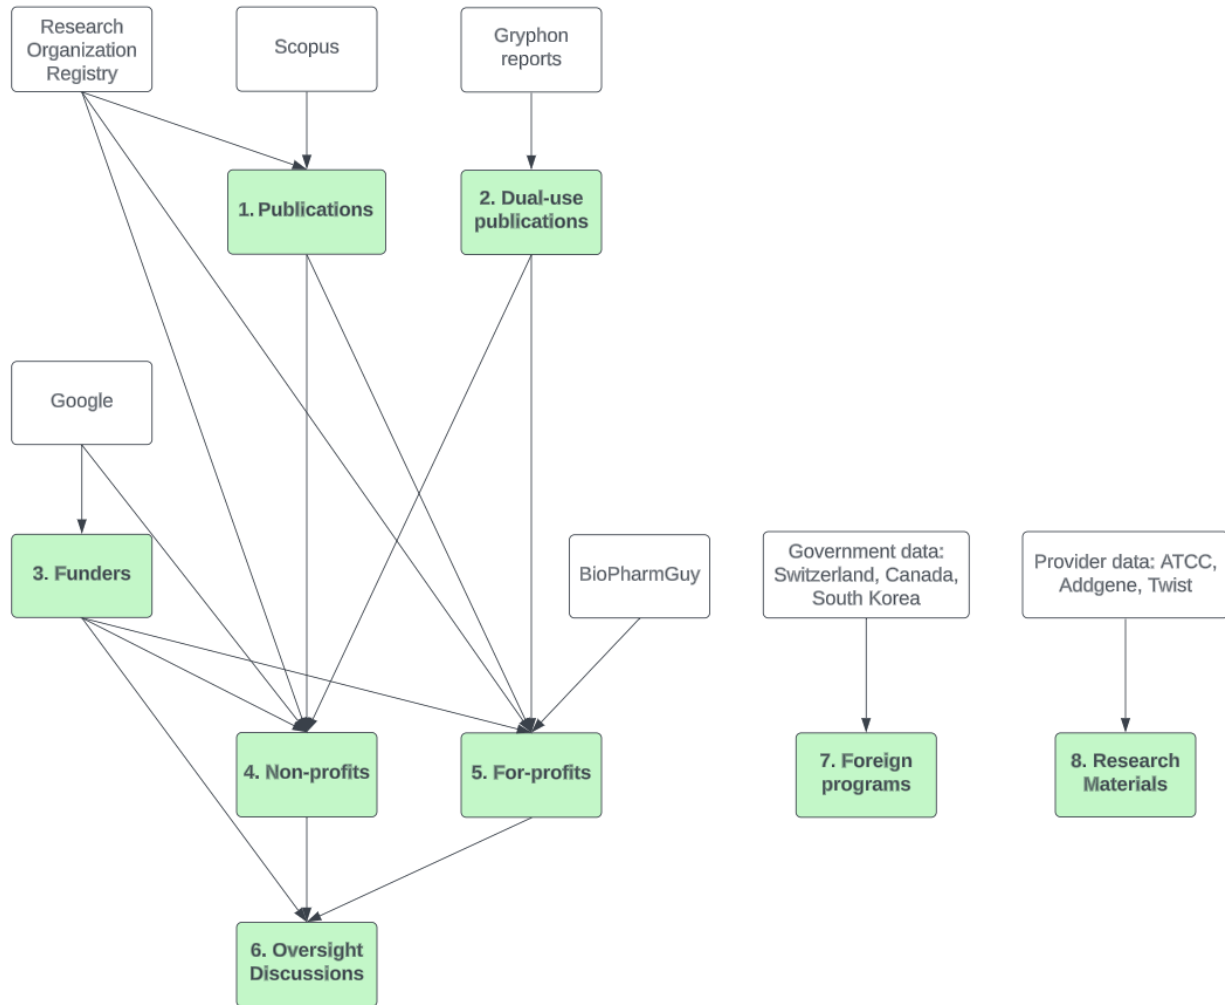 Research
Organization
Registry
Scopus
Gryphon
reports
1. Publications
2. Dual-use
publications
Google
3. Funders
BioPharmGuy
Government data:
Switzerland, Canada,
South Korea
Provider data: ATCC,
Addgene, Twist
4. Non-profits
5. For-profits
7. Foreign
programs
8. Research
Materials
6. Oversight
Discussions